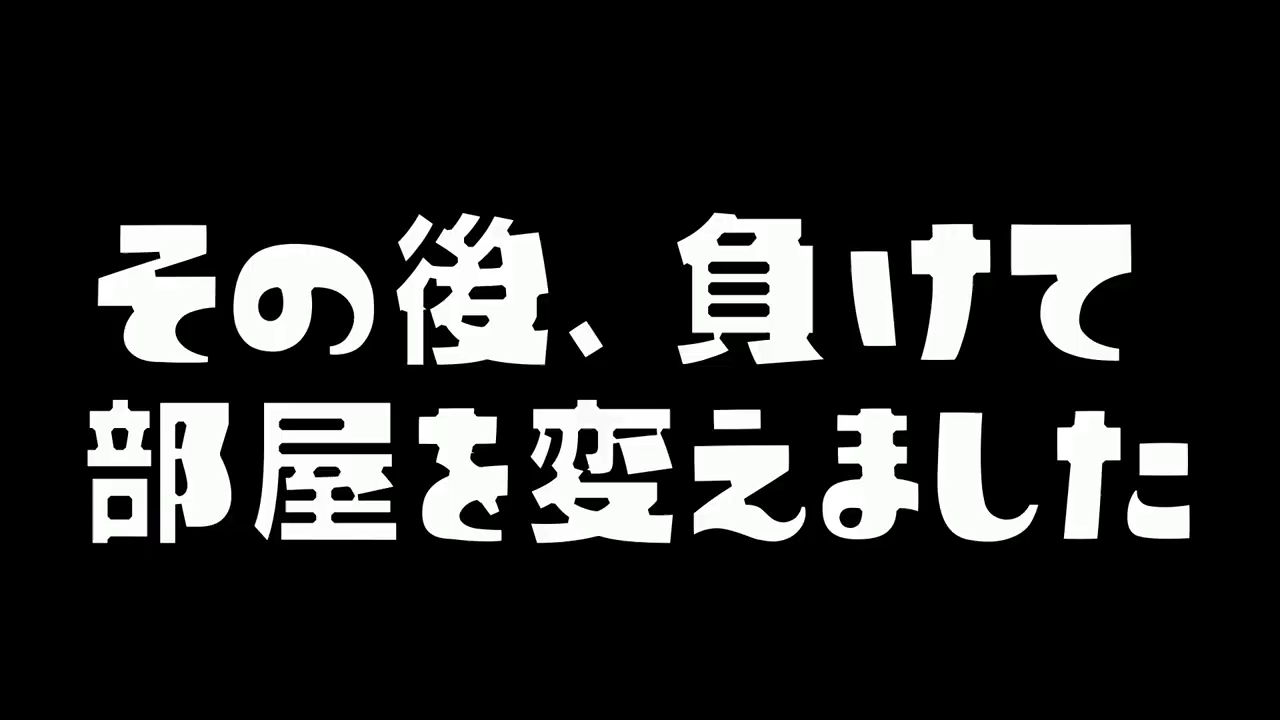 その後、負けて
部屋を変えました